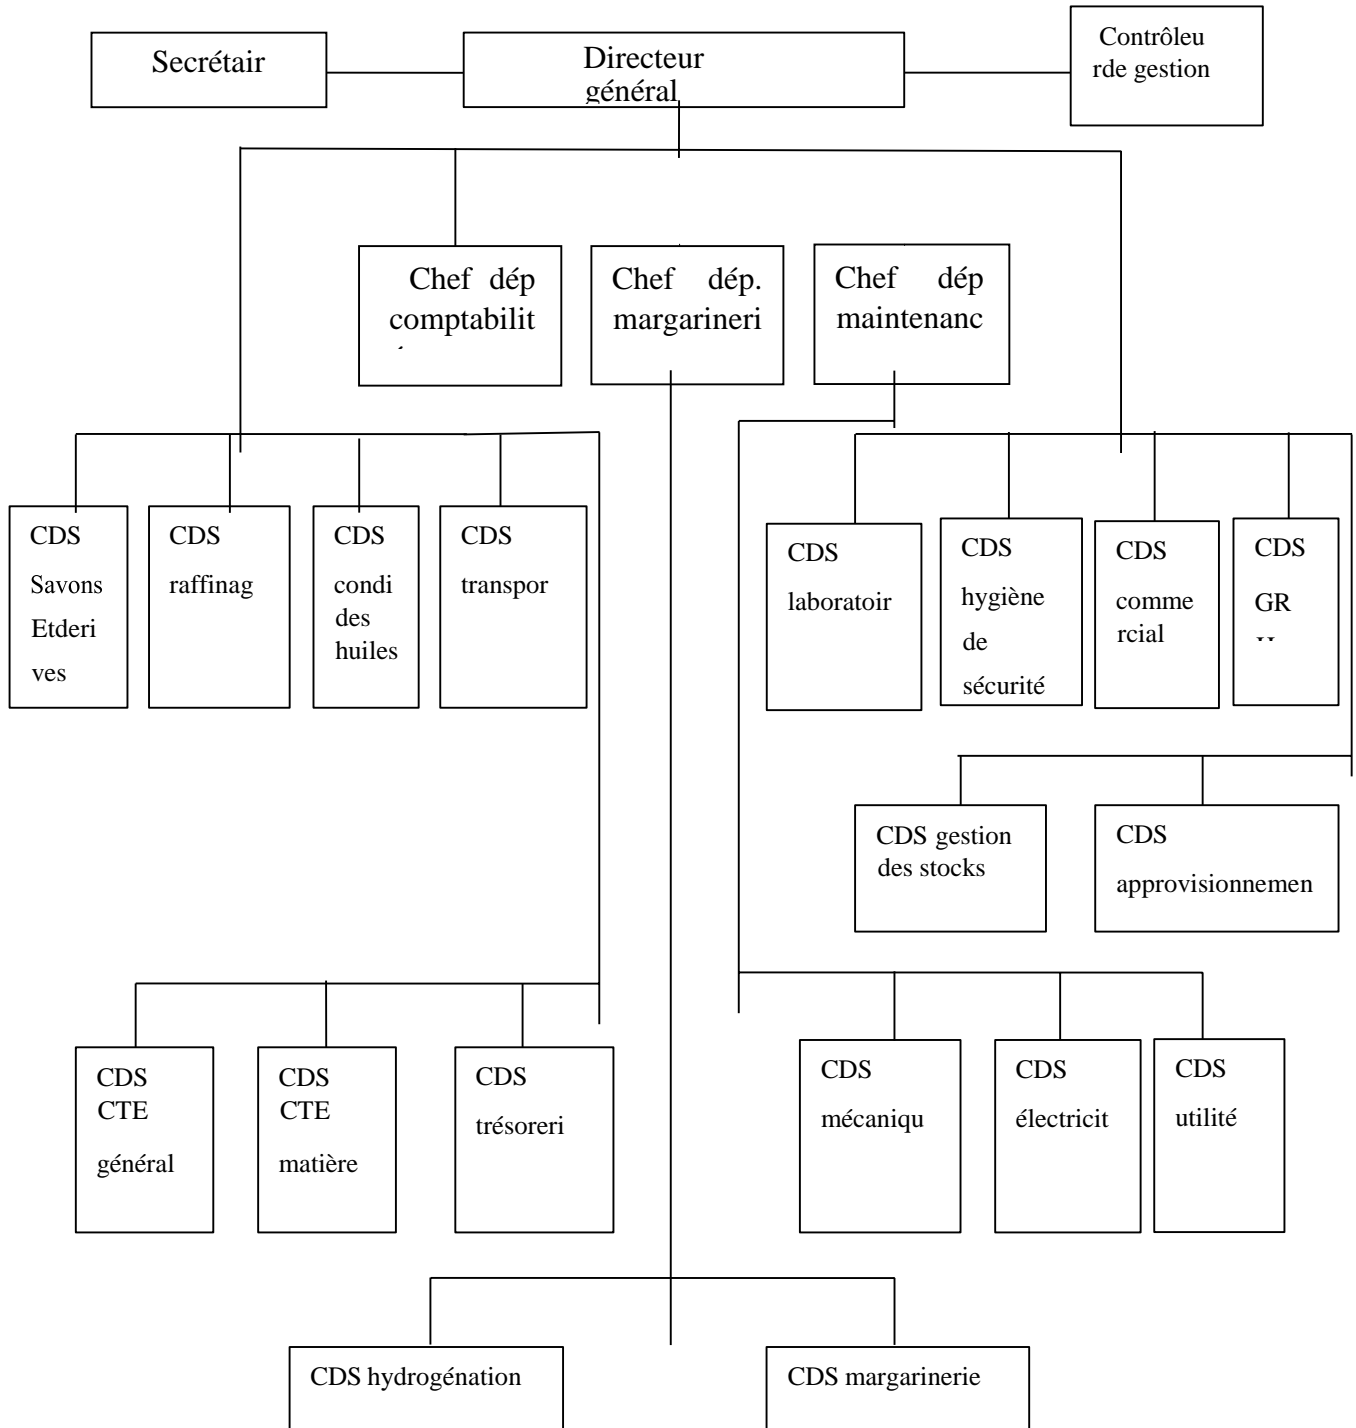 Secrétair
Directeur
général
Contrôleu
rde gestion
Chef dép
comptabilit
Chef dép.
margarineri
Chef dép
maintenanc
CDS
Savons
Etderi
ves
CDS
raffinag
CDS
condi
des
huiles
CDS
transpor
CDS
laboratoir
CDS
hygiène
de
sécurité
CDS
comme
rcial
CDS
GR
CDS gestion
des stocks
CDS
approvisionnemen
CDS
CTE
général
CDS
CTE
matière
CDS
trésoreri
CDS
mécaniqu
CDS
électricit
CDS
utilité
CDS hydrogénation
CDS margarinerie